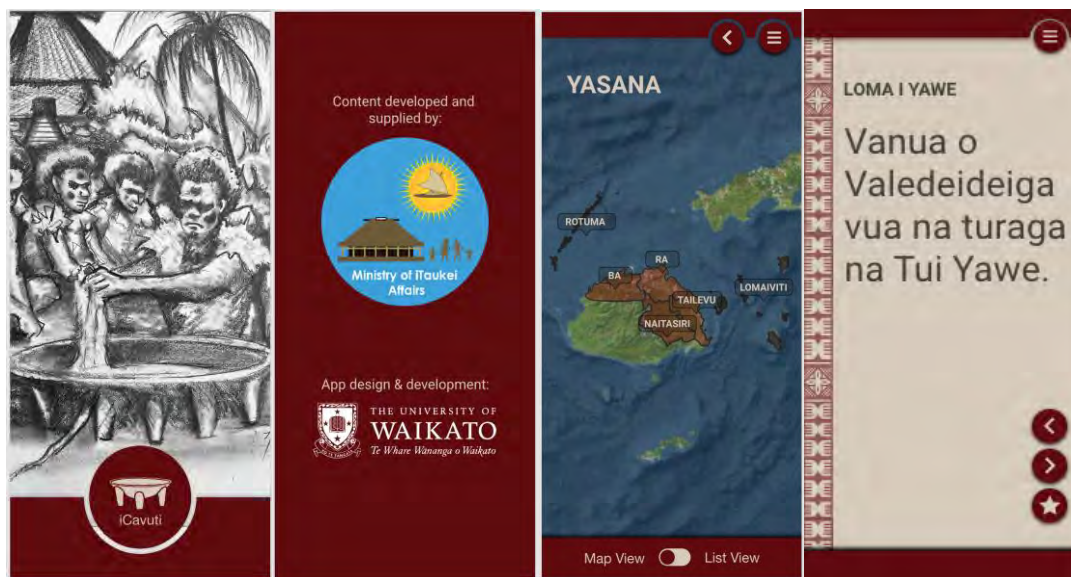 iCavuti
Content developed and
supplied by:
Ministry of iTaukei
Affairs
App design & development:
THE UNIVERSITY OF
WAIKATO
Te Whare Wānanga o Waikato
YASANA
ROTUMA
RA
BA
LOMAIVITI
TAILEVU
NAITASIRI
Map View
List View
LOMA I YAWE
Vanua o
Valedeideiga
vua na turaga
na Tui Yawe.